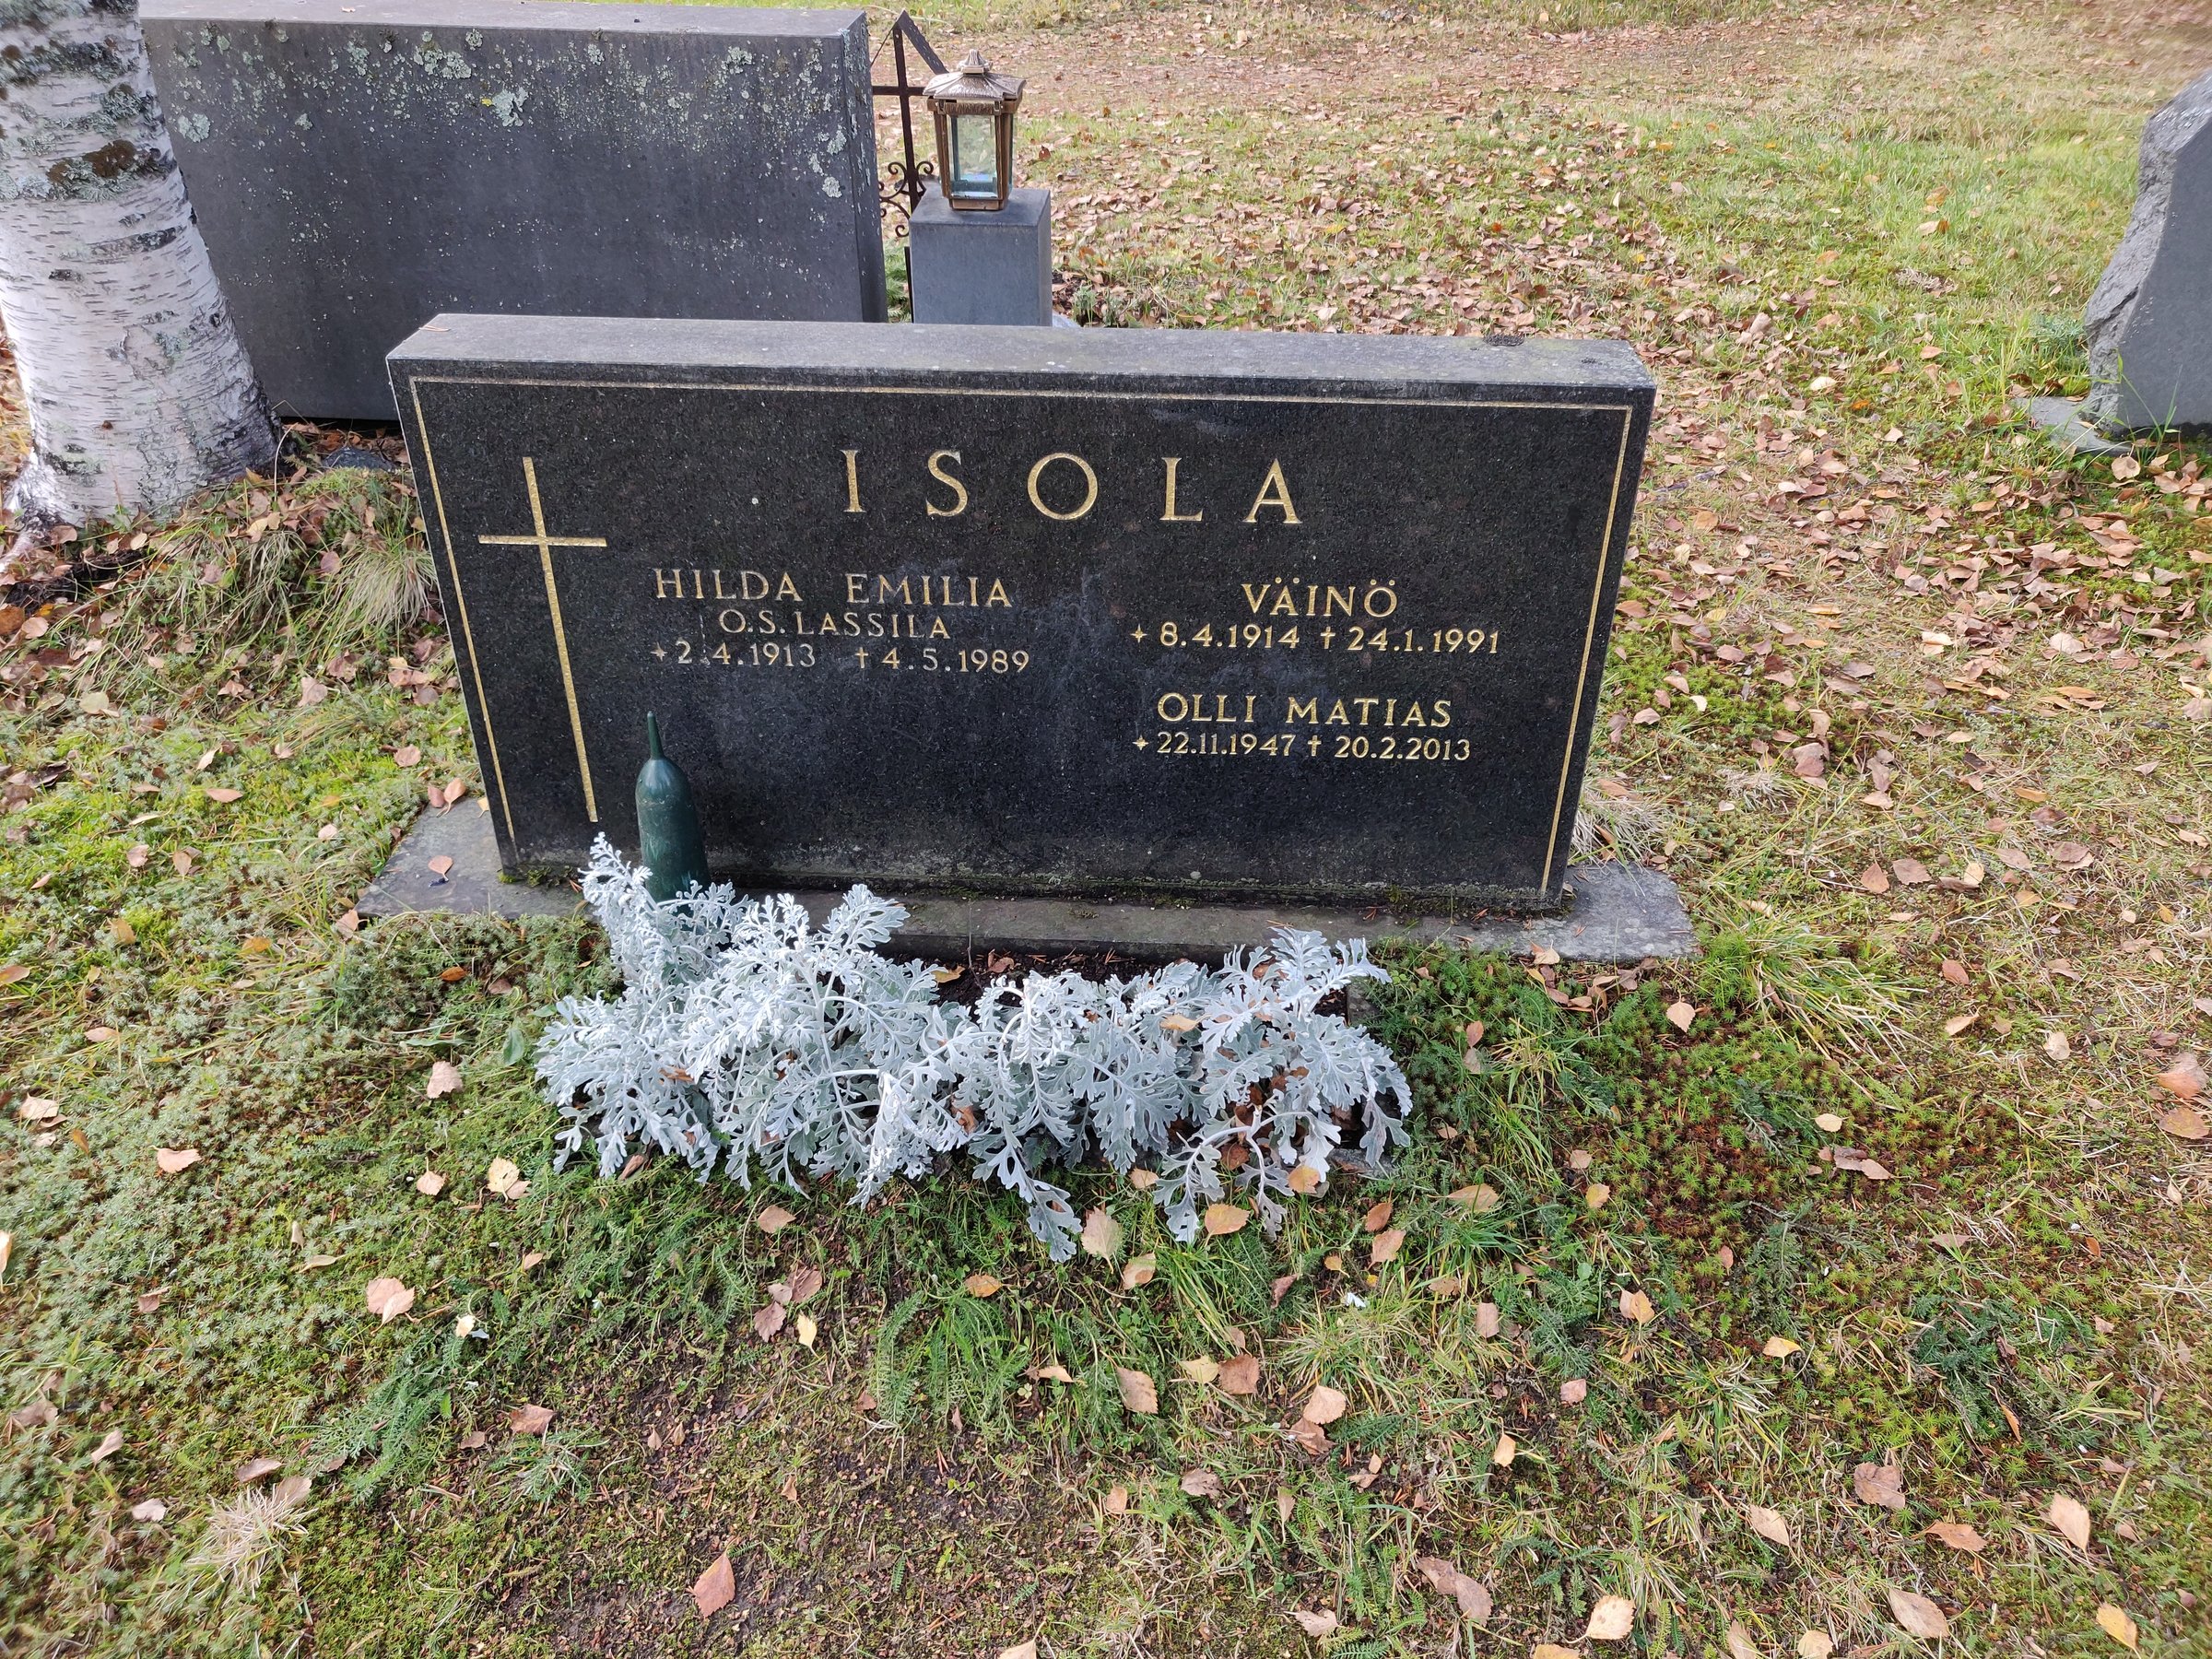 ISOLA
HILDA EMILIA
O.S. LASSILA
2.4.1913 † 4.5.1989
VÄINÖ
8.4.1914 † 24.1.1991
OLLI MATIAS
22.11.1947 † 20.2.2013